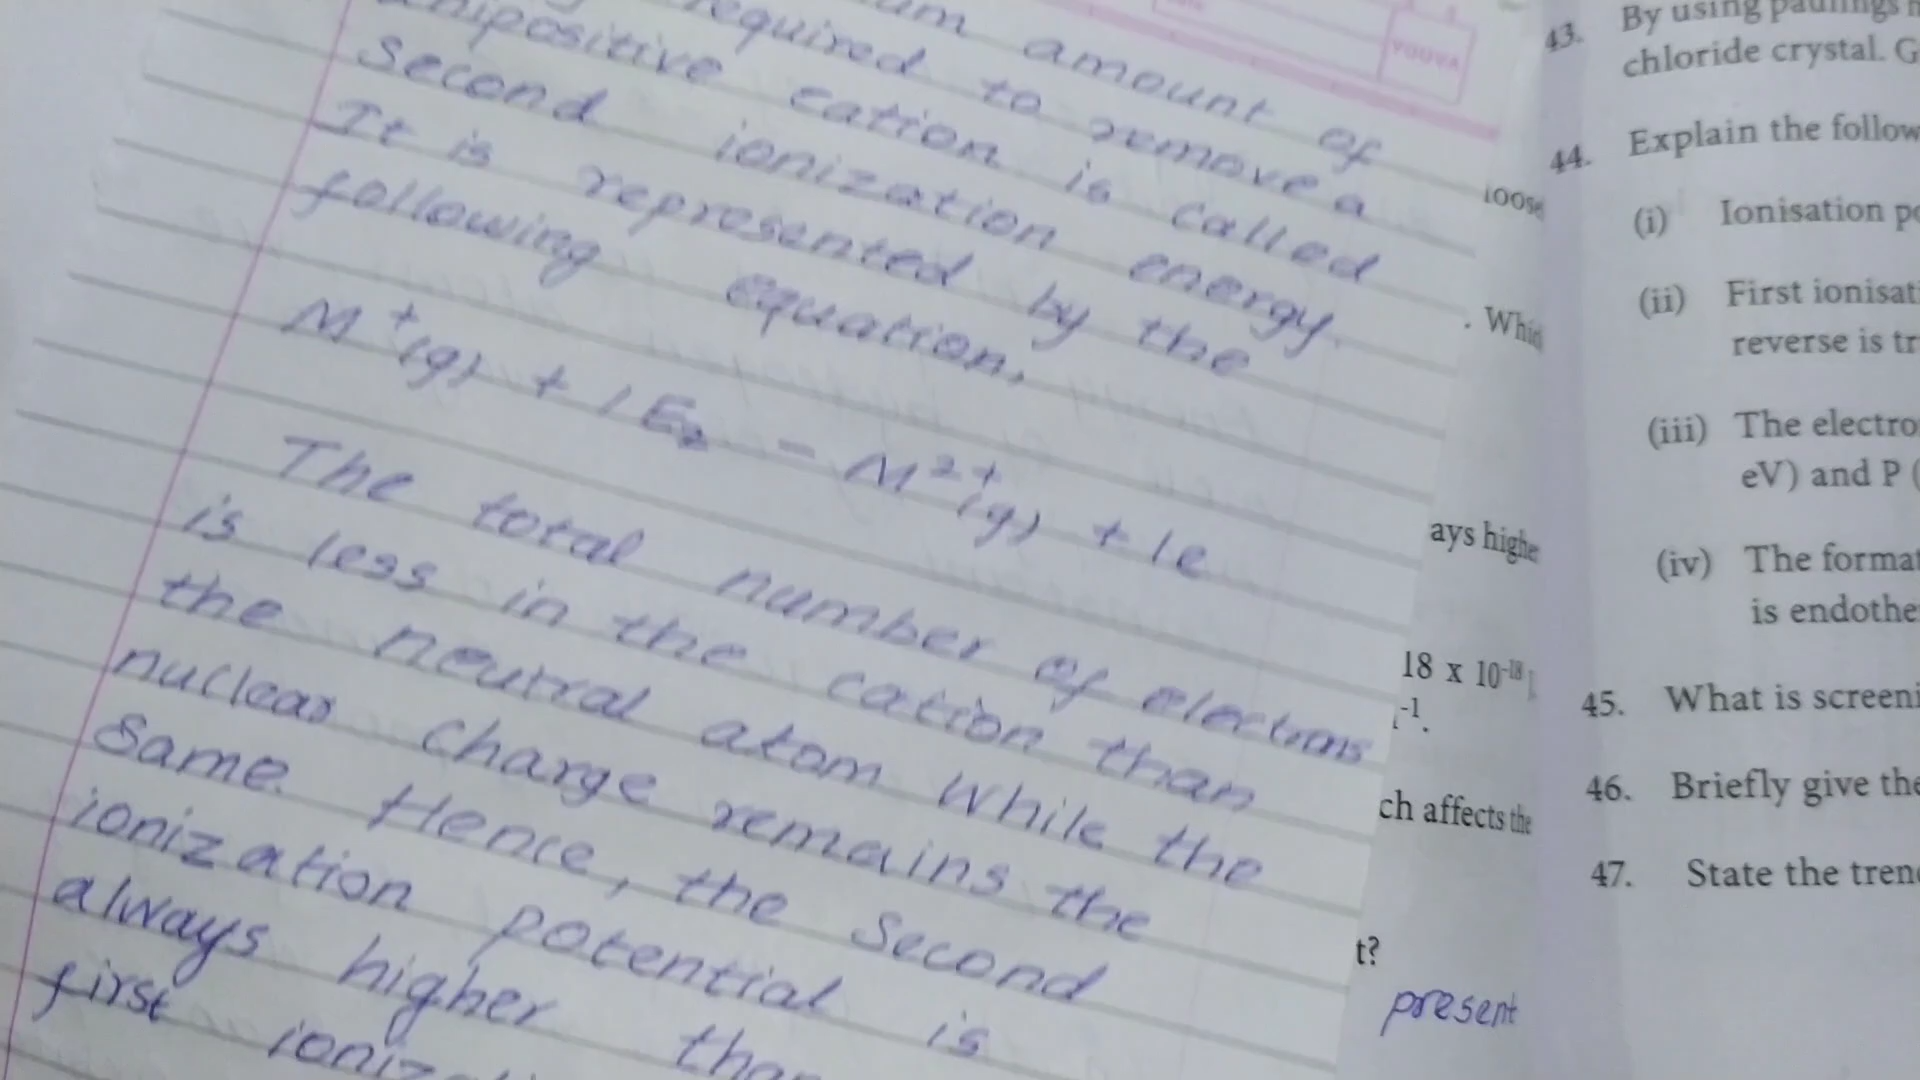 amount of
required to remove a
unipositive cation is called
Second ionization energy.
It is represented by the
following equation,
M+(g) + IE2 - M2+(g) + 1e
The total number of electrons
is less in the cation than
the neutral atom while the
nuclear charge remains the
Same. Hence, the Second
ionization potential is
always higher than
first
YOUVA
loose
. Which
ays highe
18 x 10-18 J
-1.
ch affects the
t?
present
43. By using
chloride crystal.
44. Explain the follow
(i) Ionisation
(ii) First ionisati
reverse is tr
(iii) The electro
eV) and P (
(iv) The format
is endothe
45. What is screeni
46. Briefly give the
47. State the tren